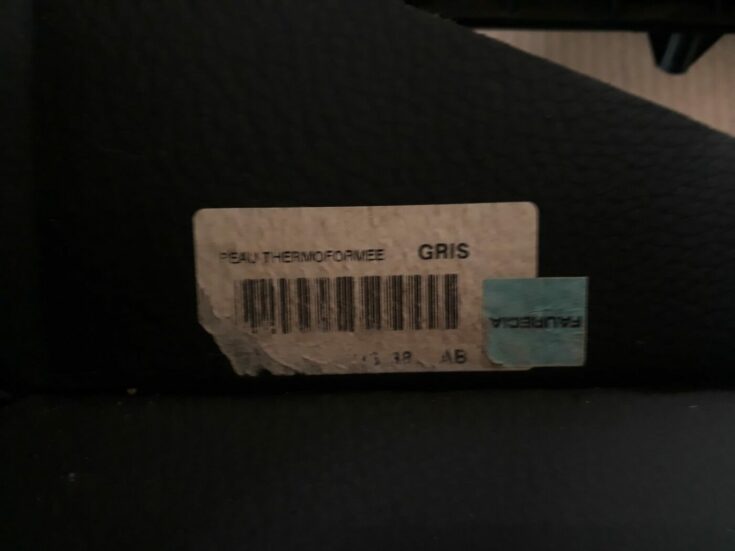 PEAU THERMOFORMEE GRIS
AB
FAURECIA